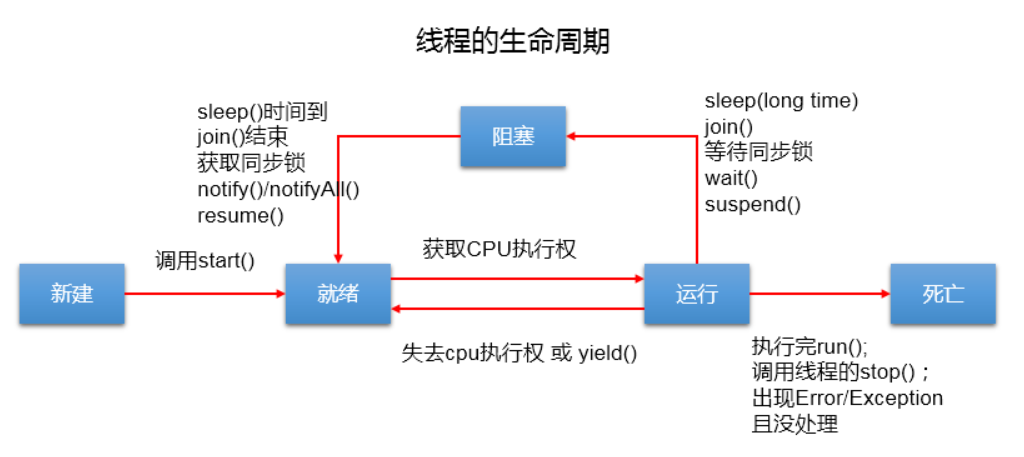 线程的生命周期
sleep()时间到
join()结束
获取同步锁
notify()/notifyAll()
resume()
阻塞
sleep(long time)
join()
等待同步锁
wait()
suspend()
调用start()
获取CPU执行权
新建
就绪
运行
死亡
失去cpu执行权 或 yield()
执行完run();
调用线程的stop()；
出现Error/Exception
且没处理